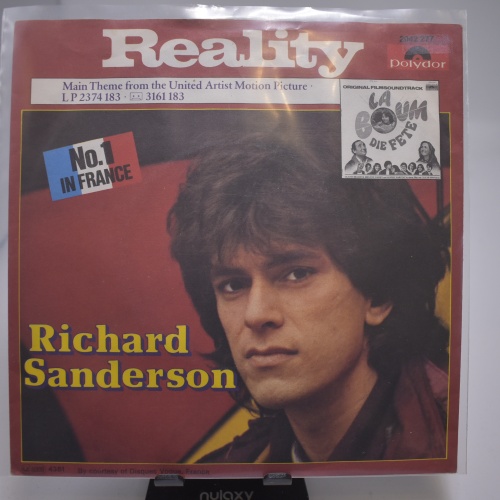 Reality
Polydor
Main Theme from the United Artist Motion Picture ·
LP 2374 183 · 3161 183
ORIGINAL FILMSOUNDTRACK
LA
BOUM
DIE FETE
No.1
IN FRANCE
Richard
Sanderson
nulaxy